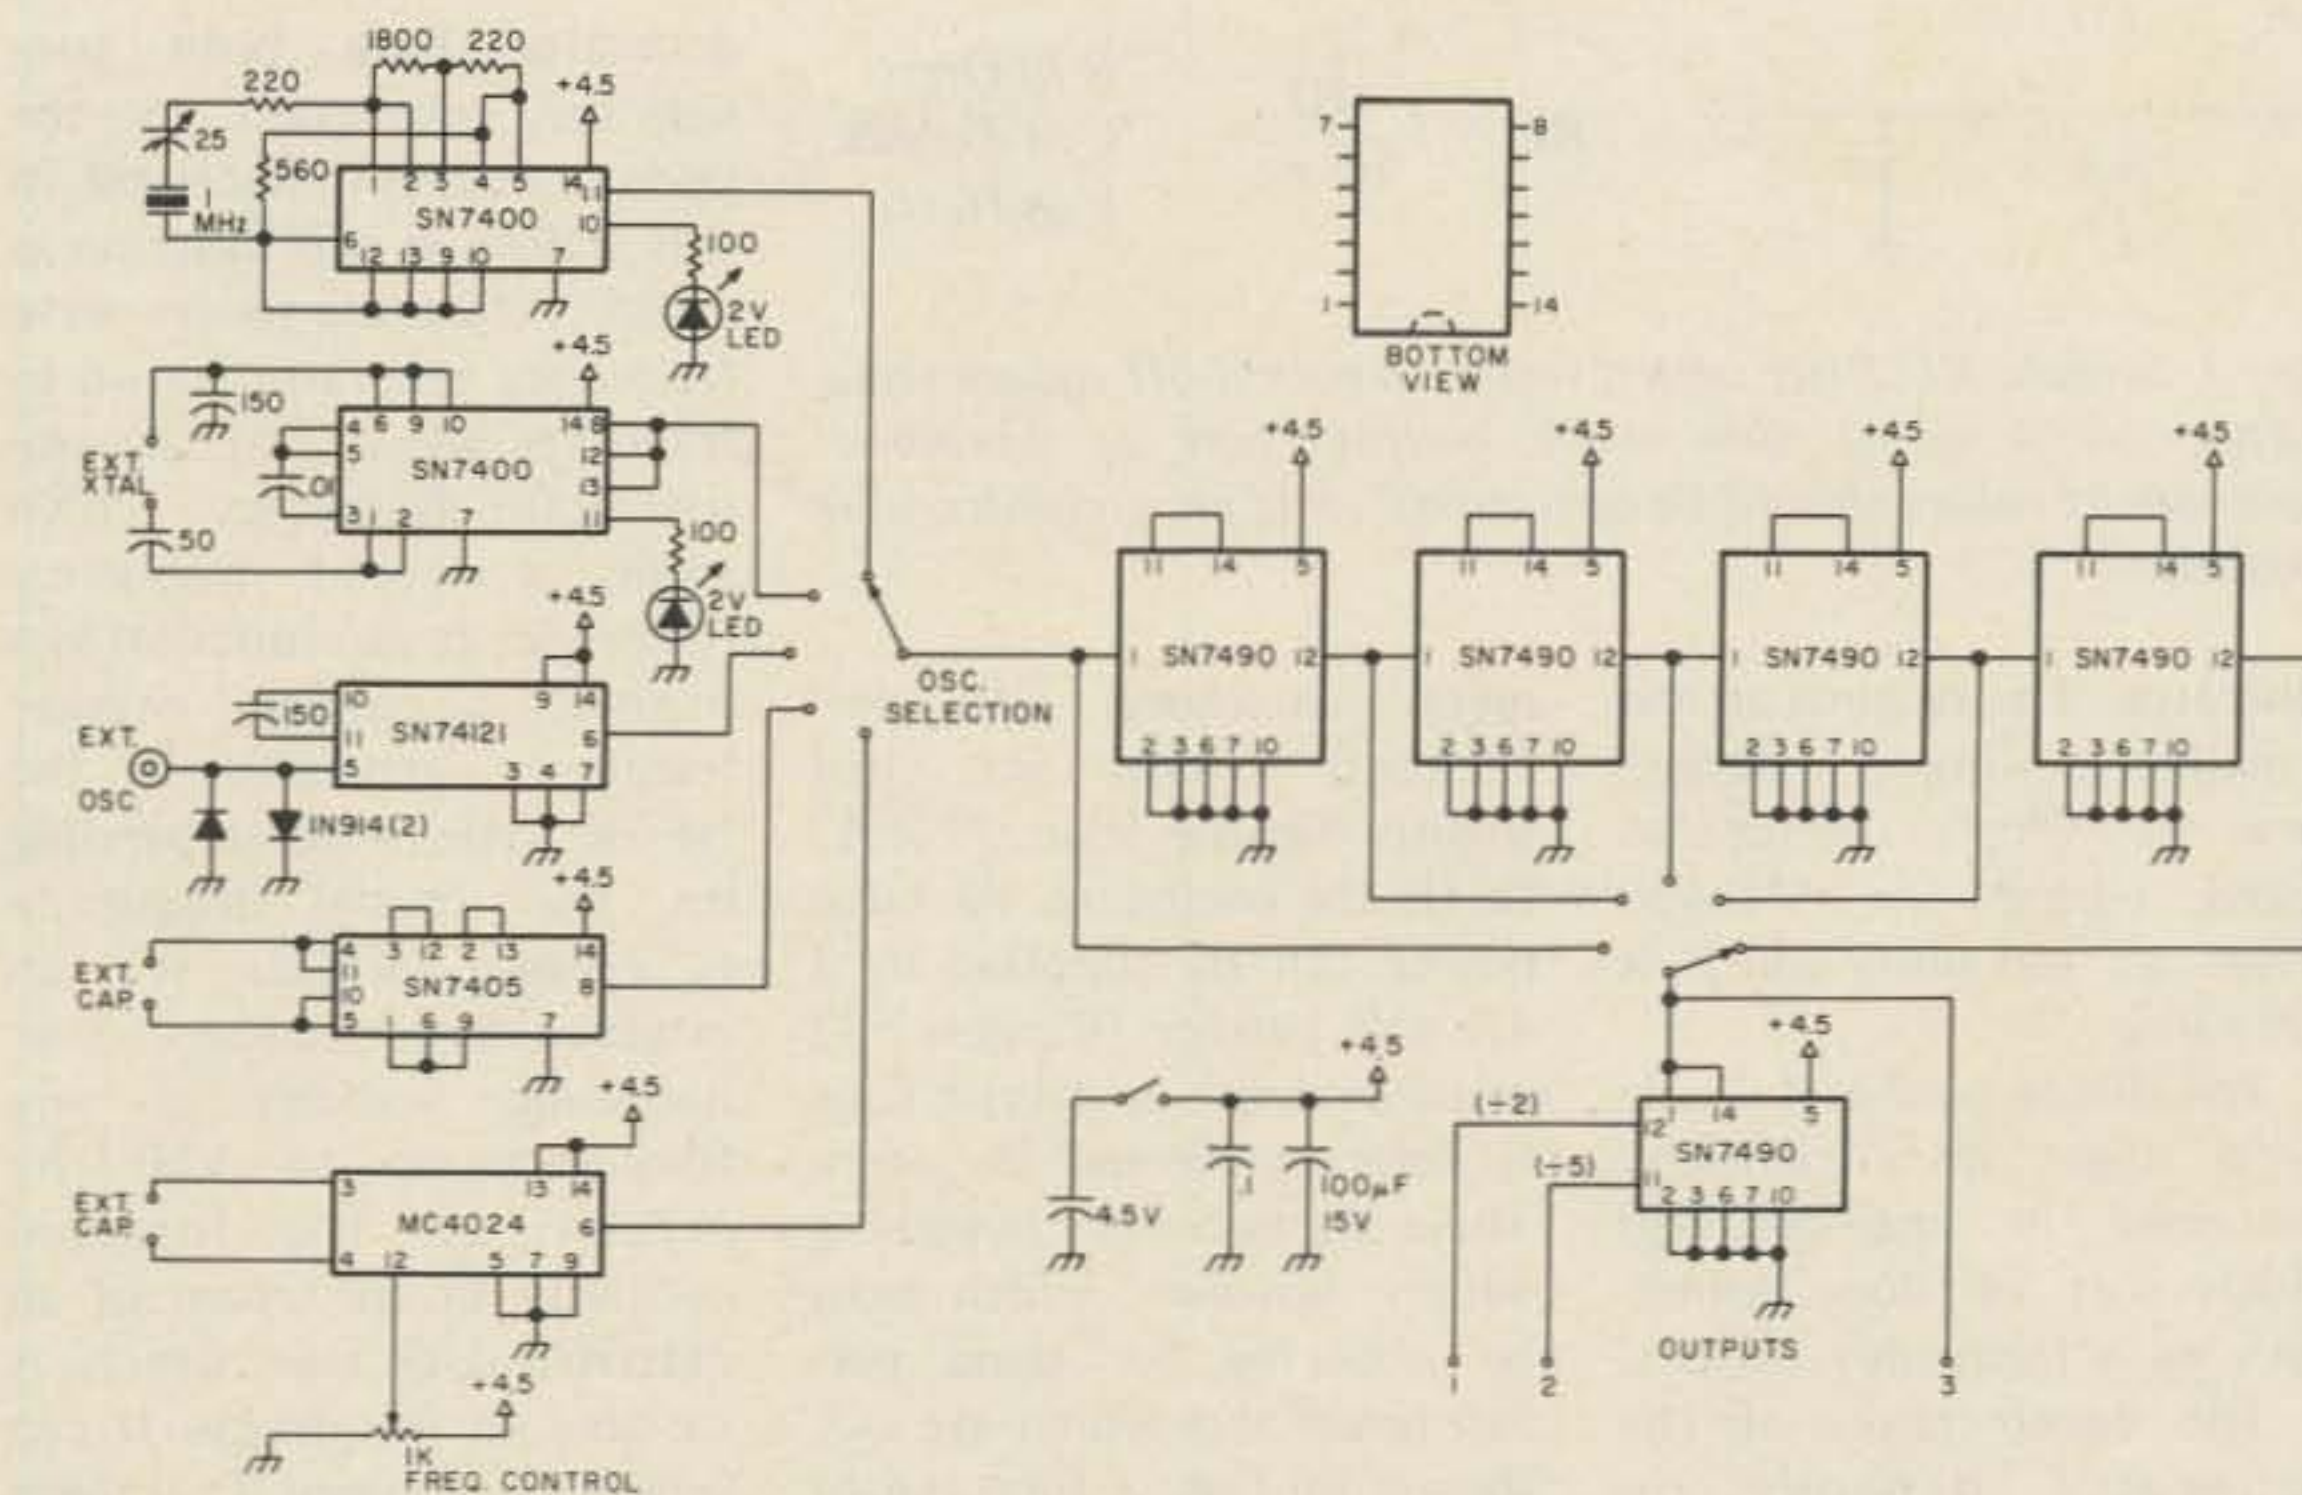 1800 220
220
+4.5
25
560
1
MHz
1 2 3 4 5 14
11
SN7400
10
6
12 13 9 10 7
100
2V
LED
7 8
1 14
BOTTOM
VIEW
+4.5
150
4 6 9 10 14 8
5
12
SN7400
.01
13
3 1 2 7 11
EXT.
XTAL
50
100
2V
LED
+4.5
10 9 14
150
SN74121
11 6
5 3 4 7
EXT.
OSC
1N914(2)
+4.5
4 3 12 2 13 14
11
SN7405
8
10
5 1 6 9 7
EXT.
CAP.
+4.5
3 13 14
MC4024
6
4 12 5 7 9
EXT.
CAP.
+4.5
1K
FREQ. CONTROL
OSC.
SELECTION
+4.5 +4.5 +4.5 +4.5
11 14 5 11 14 5 11 14 5 11 14 5
1 SN7490 12 1 SN7490 12 1 SN7490 12 1 SN7490 12
2 3 6 7 10 2 3 6 7 10 2 3 6 7 10 2 3 6 7 10
+4.5
4.5V
.1
100µF
15V
+4.5
(÷2)
1 14 5
12
SN7490
(÷5)
11
2 3 6 7 10
OUTPUTS
1 2 3